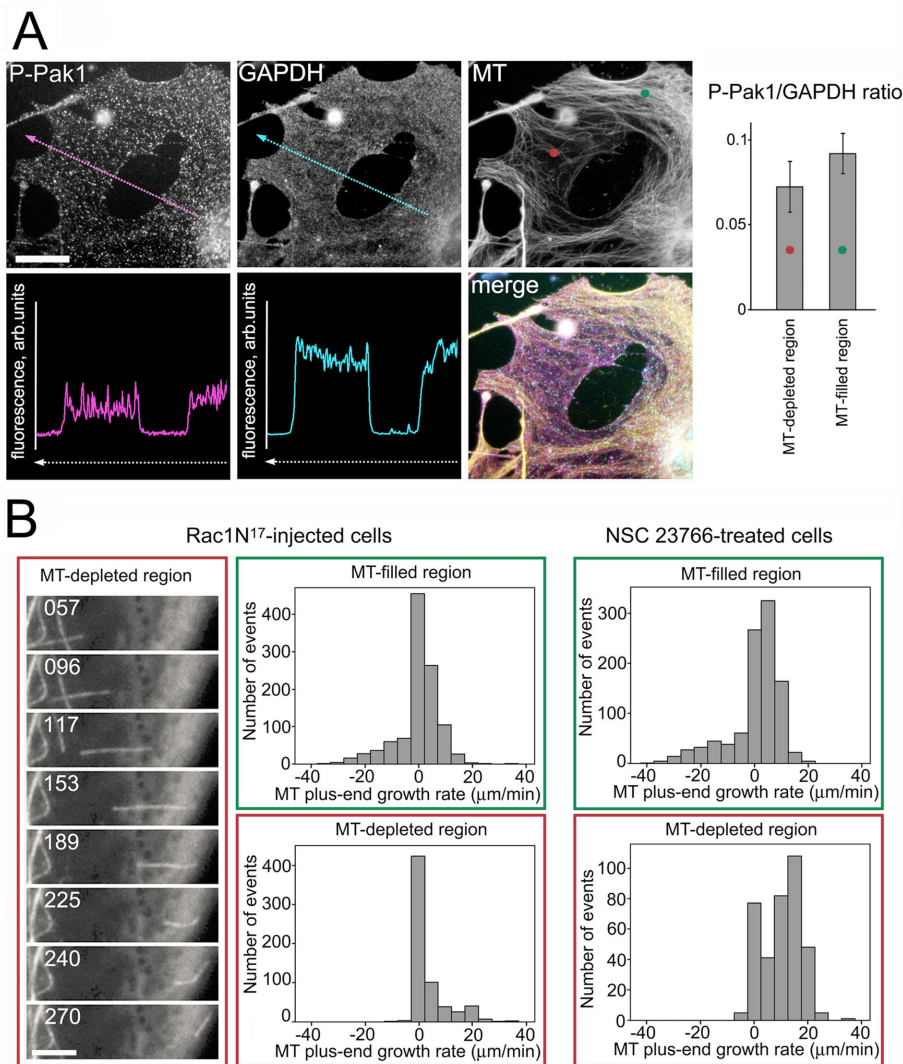 A
P-Pak1
GAPDH
MT
P-Pak1/GAPDH ratio
0.1
0.05
0
MT-depleted region
MT-filled region
fluorescence, arb.units
fluorescence, arb.units
merge
B
Rac1N17-injected cells
NSC 23766-treated cells
MT-depleted region
057
096
117
153
189
225
240
270
MT-filled region
Number of events
400
300
200
100
0
-40 -20 0 20 40
MT plus-end growth rate (μm/min)
MT-filled region
Number of events
300
200
100
0
-40 -20 0 20 40
MT plus-end growth rate (μm/min)
MT-depleted region
Number of events
400
300
200
100
0
-40 -20 0 20 40
MT plus-end growth rate (μm/min)
MT-depleted region
Number of events
100
80
60
40
20
0
-40 -20 0 20 40
MT plus-end growth rate (μm/min)